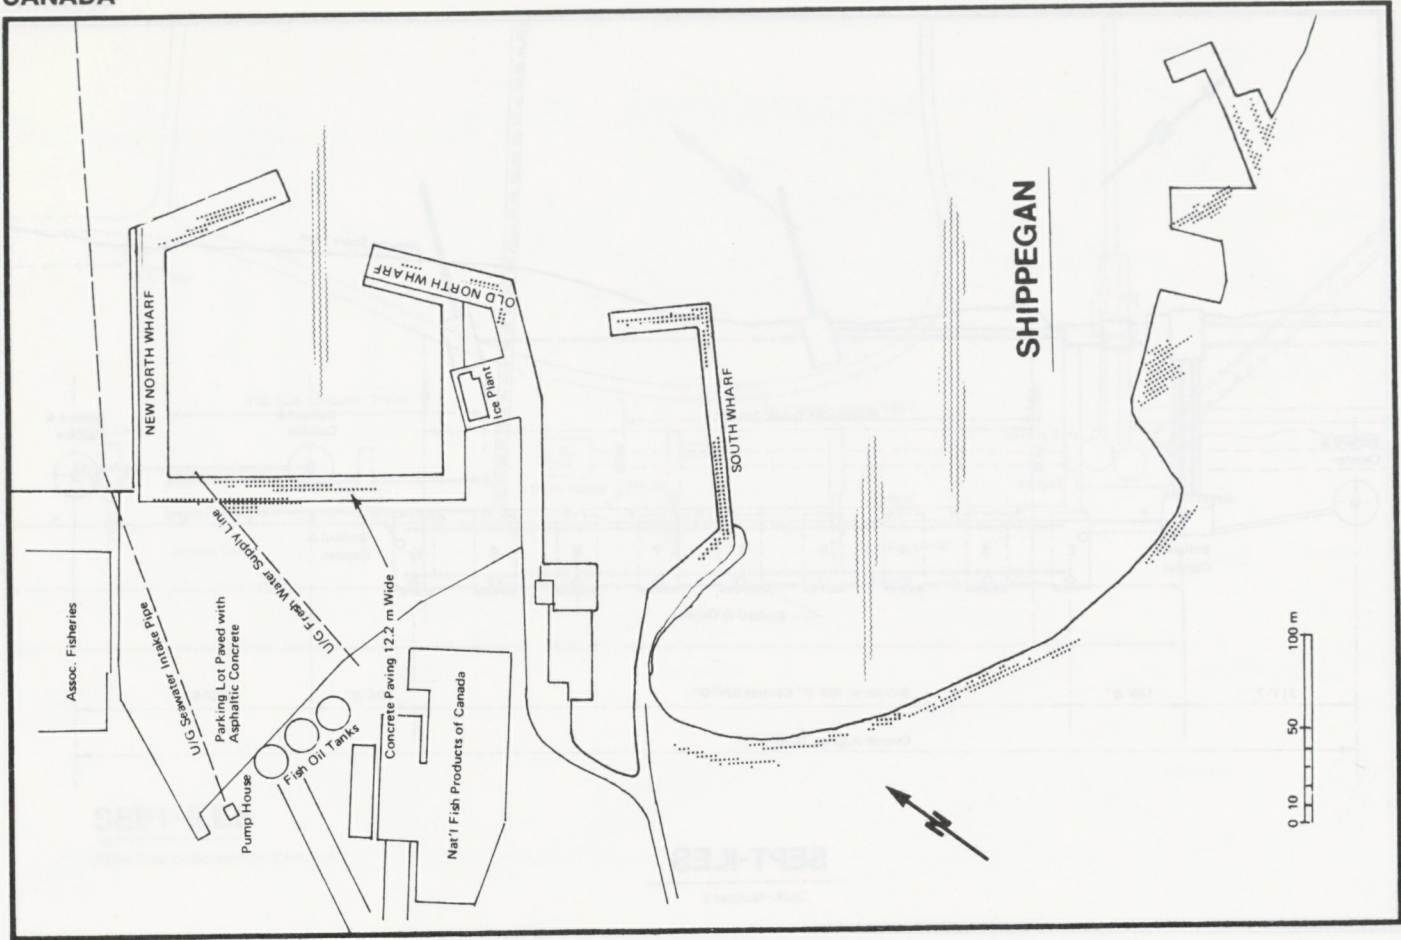 CANADA
NEW NORTH WHARF
OLD NORTH WHARF
Ice Plant
SOUTH WHARF
SHIPPEGAN
Assoc. Fisheries
U/G Seawater Intake Pipe
Parking Lot Paved with
Asphaltic Concrete
U/G Fresh Water Supply Line
Concrete Paving 12.2 m Wide
Fish Oil Tanks
Pump House
Nat'l Fish Products of Canada
N
0 10 50 100 m
SEPT-ILES